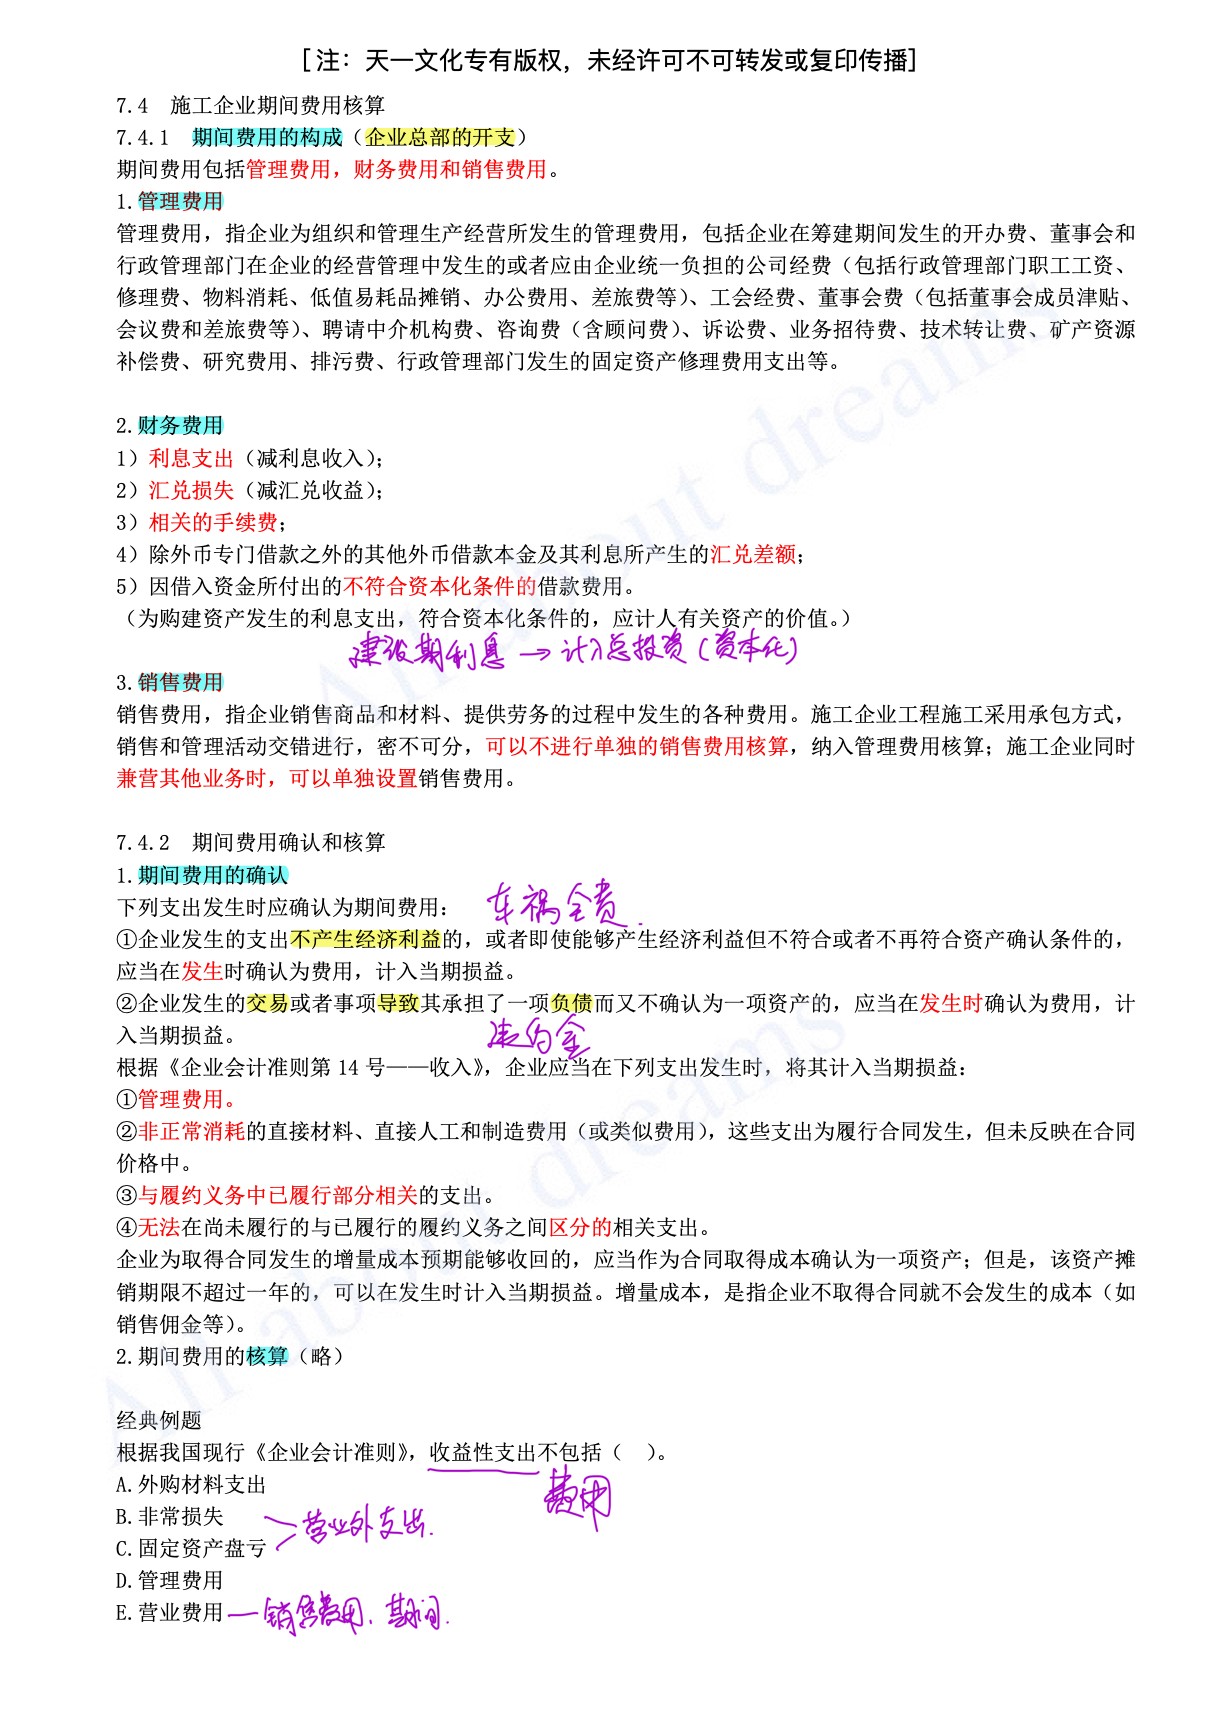 [注：天一文化专有版权，未经许可不可转发或复印传播]
7.4 施工企业期间费用核算
7.4.1 期间费用的构成（企业总部的开支）
期间费用包括管理费用，财务费用和销售费用。
1.管理费用
管理费用，指企业为组织和管理生产经营所发生的管理费用，包括企业在筹建期间发生的开办费、董事会和
行政管理部门在企业的经营管理中发生的或者应由企业统一负担的公司经费（包括行政管理部门职工工资、
修理费、物料消耗、低值易耗品摊销、办公费用、差旅费等）、工会经费、董事会费（包括董事会成员津贴、
会议费和差旅费等）、聘请中介机构费、咨询费（含顾问费）、诉讼费、业务招待费、技术转让费、矿产资源
补偿费、研究费用、排污费、行政管理部门发生的固定资产修理费用支出等。
2.财务费用
1）利息支出（减利息收入）；
2）汇兑损失（减汇兑收益）；
3）相关的手续费；
4）除外币专门借款之外的其他外币借款本金及其利息所产生的汇兑差额；
5）因借入资金所付出的不符合资本化条件的借款费用。
（为购建资产发生的利息支出，符合资本化条件的，应计人有关资产的价值。）
建设期利息→计入总投资（资本化）
3.销售费用
销售费用，指企业销售商品和材料、提供劳务的过程中发生的各种费用。施工企业工程施工采用承包方式，
销售和管理活动交错进行，密不可分，可以不进行单独的销售费用核算，纳入管理费用核算；施工企业同时
兼营其他业务时，可以单独设置销售费用。
7.4.2 期间费用确认和核算
1.期间费用的确认
下列支出发生时应确认为期间费用： 车祸全责.
①企业发生的支出不产生经济利益的，或者即使能够产生经济利益但不符合或者不再符合资产确认条件的，
应当在发生时确认为费用，计入当期损益。
②企业发生的交易或者事项导致其承担了一项负债而又不确认为一项资产的，应当在发生时确认为费用，计
入当期损益。 违约金
根据《企业会计准则第 14 号——收入》，企业应当在下列支出发生时，将其计入当期损益：
①管理费用。
②非正常消耗的直接材料、直接人工和制造费用（或类似费用），这些支出为履行合同发生，但未反映在合同
价格中。
③与履约义务中已履行部分相关的支出。
④无法在尚未履行的与已履行的履约义务之间区分的相关支出。
企业为取得合同发生的增量成本预期能够收回的，应当作为合同取得成本确认为一项资产；但是，该资产摊
销期限不超过一年的，可以在发生时计入当期损益。增量成本，是指企业不取得合同就不会发生的成本（如
销售佣金等）。
2.期间费用的核算（略）
经典例题
根据我国现行《企业会计准则》，收益性支出不包括（ ）。
费用
A.外购材料支出
B.非常损失
营业外支出.
C.固定资产盘亏
D.管理费用
E.营业费用—销售费用、期间.
All about dreams
All about dreams